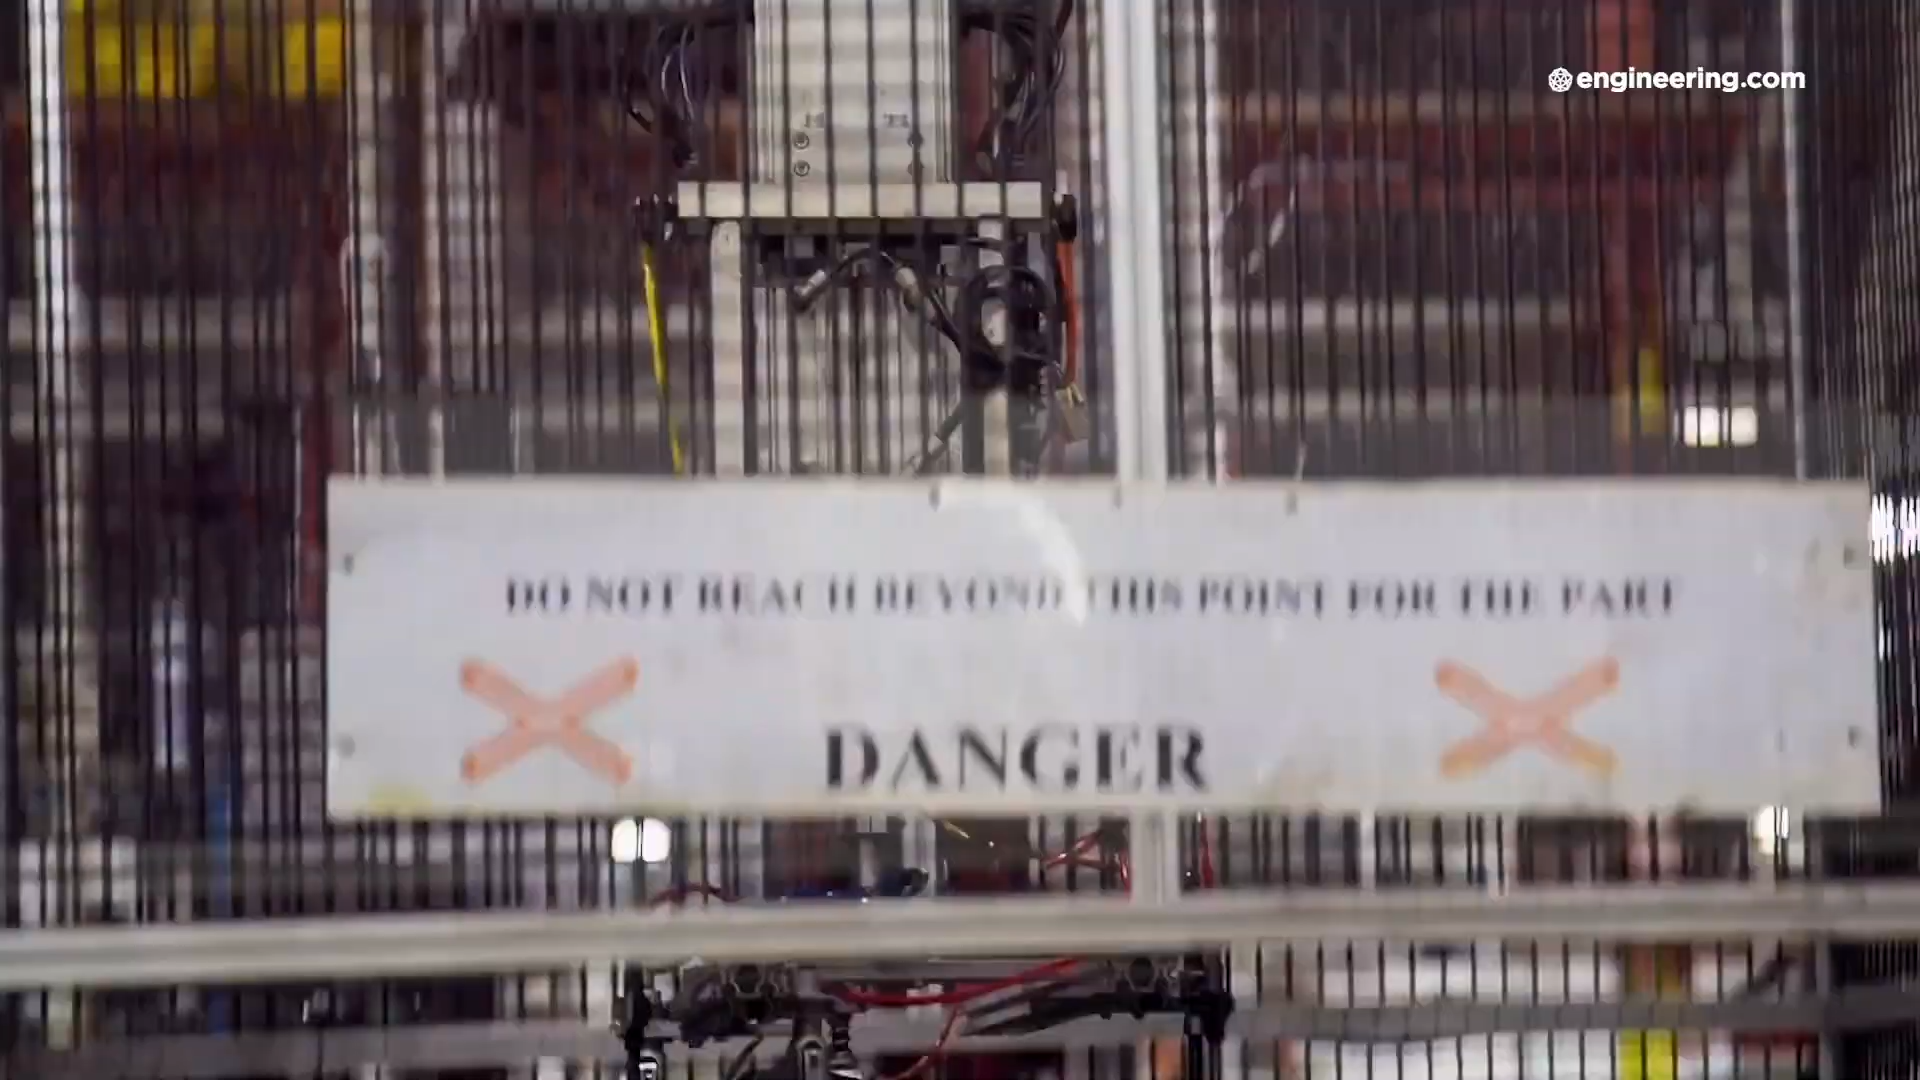 engineering.com
DO NOT REACH BEYOND THIS POINT FOR THE PART
DANGER